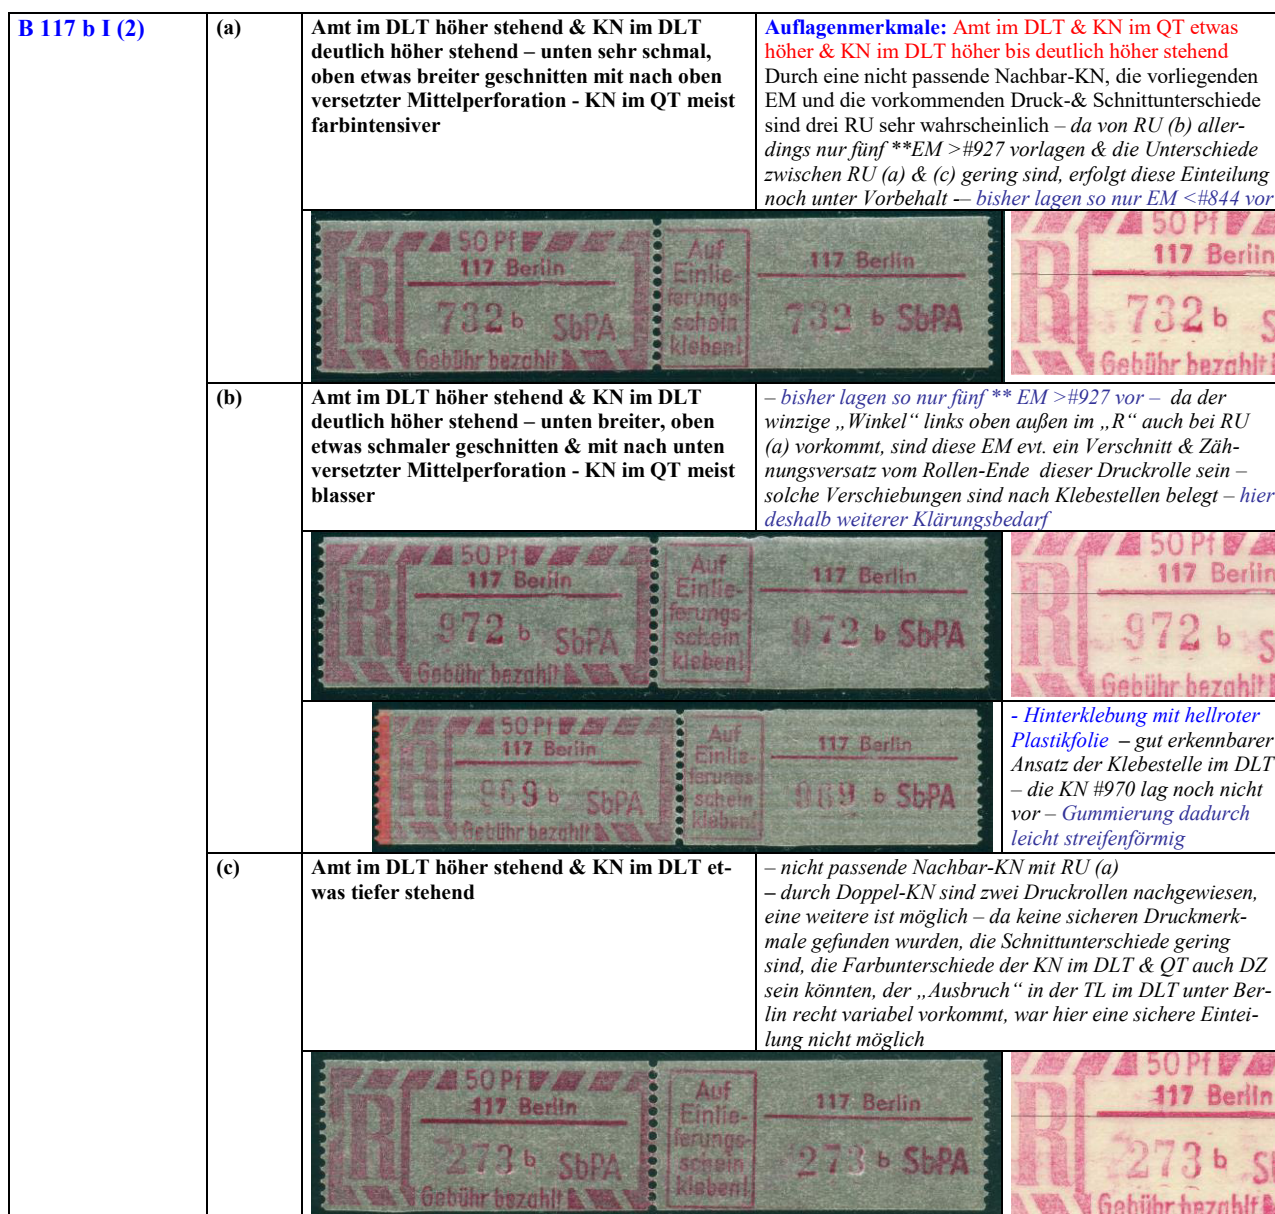 B 117 b I (2)
(a)
Amt im DLT höher stehend & KN im DLT
deutlich höher stehend – unten sehr schmal,
oben etwas breiter geschnitten mit nach oben
versetzter Mittelperforation - KN im QT meist
farbintensiver
Auflagenmerkmale: Amt im DLT & KN im QT etwas
höher & KN im DLT höher bis deutlich höher stehend
Durch eine nicht passende Nachbar-KN, die vorliegenden
EM und die vorkommenden Druck-& Schnittunterschiede
sind drei RU sehr wahrscheinlich – da von RU (b) aller-
dings nur fünf **EM >#927 vorlagen & die Unterschiede
zwischen RU (a) & (c) gering sind, erfolgt diese Einteilung
noch unter Vorbehalt -– bisher lagen so nur EM <#844 vor
50 Pf
117 Berlin
R
732 b SbPA
Gebühr bezahlt
Auf
Einlie-
ferungs-
schein
kleben!
117 Berlin
732 b SbPA
50 Pf
117 Berlin
R
732 b S
Gebühr bezahlt
(b)
Amt im DLT höher stehend & KN im DLT
deutlich höher stehend – unten breiter, oben
etwas schmaler geschnitten & mit nach unten
versetzter Mittelperforation - KN im QT meist
blasser
– bisher lagen so nur fünf ** EM >#927 vor – da der
winzige „Winkel“ links oben außen im „R“ auch bei RU
(a) vorkommt, sind diese EM evt. ein Verschnitt & Zäh-
nungsversatz vom Rollen-Ende dieser Druckrolle sein –
solche Verschiebungen sind nach Klebestellen belegt – hier
deshalb weiterer Klärungsbedarf
50 Pf
117 Berlin
R
972 b SbPA
Gebühr bezahlt
Auf
Einlie-
ferungs-
schein
kleben!
117 Berlin
972 b SbPA
50 Pf
117 Berlin
R
972 b S
Gebühr bezahlt
50 Pf
117 Berlin
R
969 b SbPA
Gebühr bezahlt
Auf
Einlie-
ferungs-
schein
kleben!
117 Berlin
969 b SbPA
- Hinterklebung mit hellroter
Plastikfolie – gut erkennbarer
Ansatz der Klebestelle im DLT
– die KN #970 lag noch nicht
vor – Gummierung dadurch
leicht streifenförmig
(c)
Amt im DLT höher stehend & KN im DLT et-
was tiefer stehend
– nicht passende Nachbar-KN mit RU (a)
– durch Doppel-KN sind zwei Druckrollen nachgewiesen,
eine weitere ist möglich – da keine sicheren Druckmerk-
male gefunden wurden, die Schnittunterschiede gering
sind, die Farbunterschiede der KN im DLT & QT auch DZ
sein könnten, der „Ausbruch“ in der TL im DLT unter Ber-
lin recht variabel vorkommt, war hier eine sichere Eintei-
lung nicht möglich
50 Pf
117 Berlin
R
273 b SbPA
Gebühr bezahlt
Auf
Einlie-
ferungs-
schein
kleben!
117 Berlin
273 b SbPA
50 Pf
117 Berlin
R
273 b S
Gebühr bezahlt